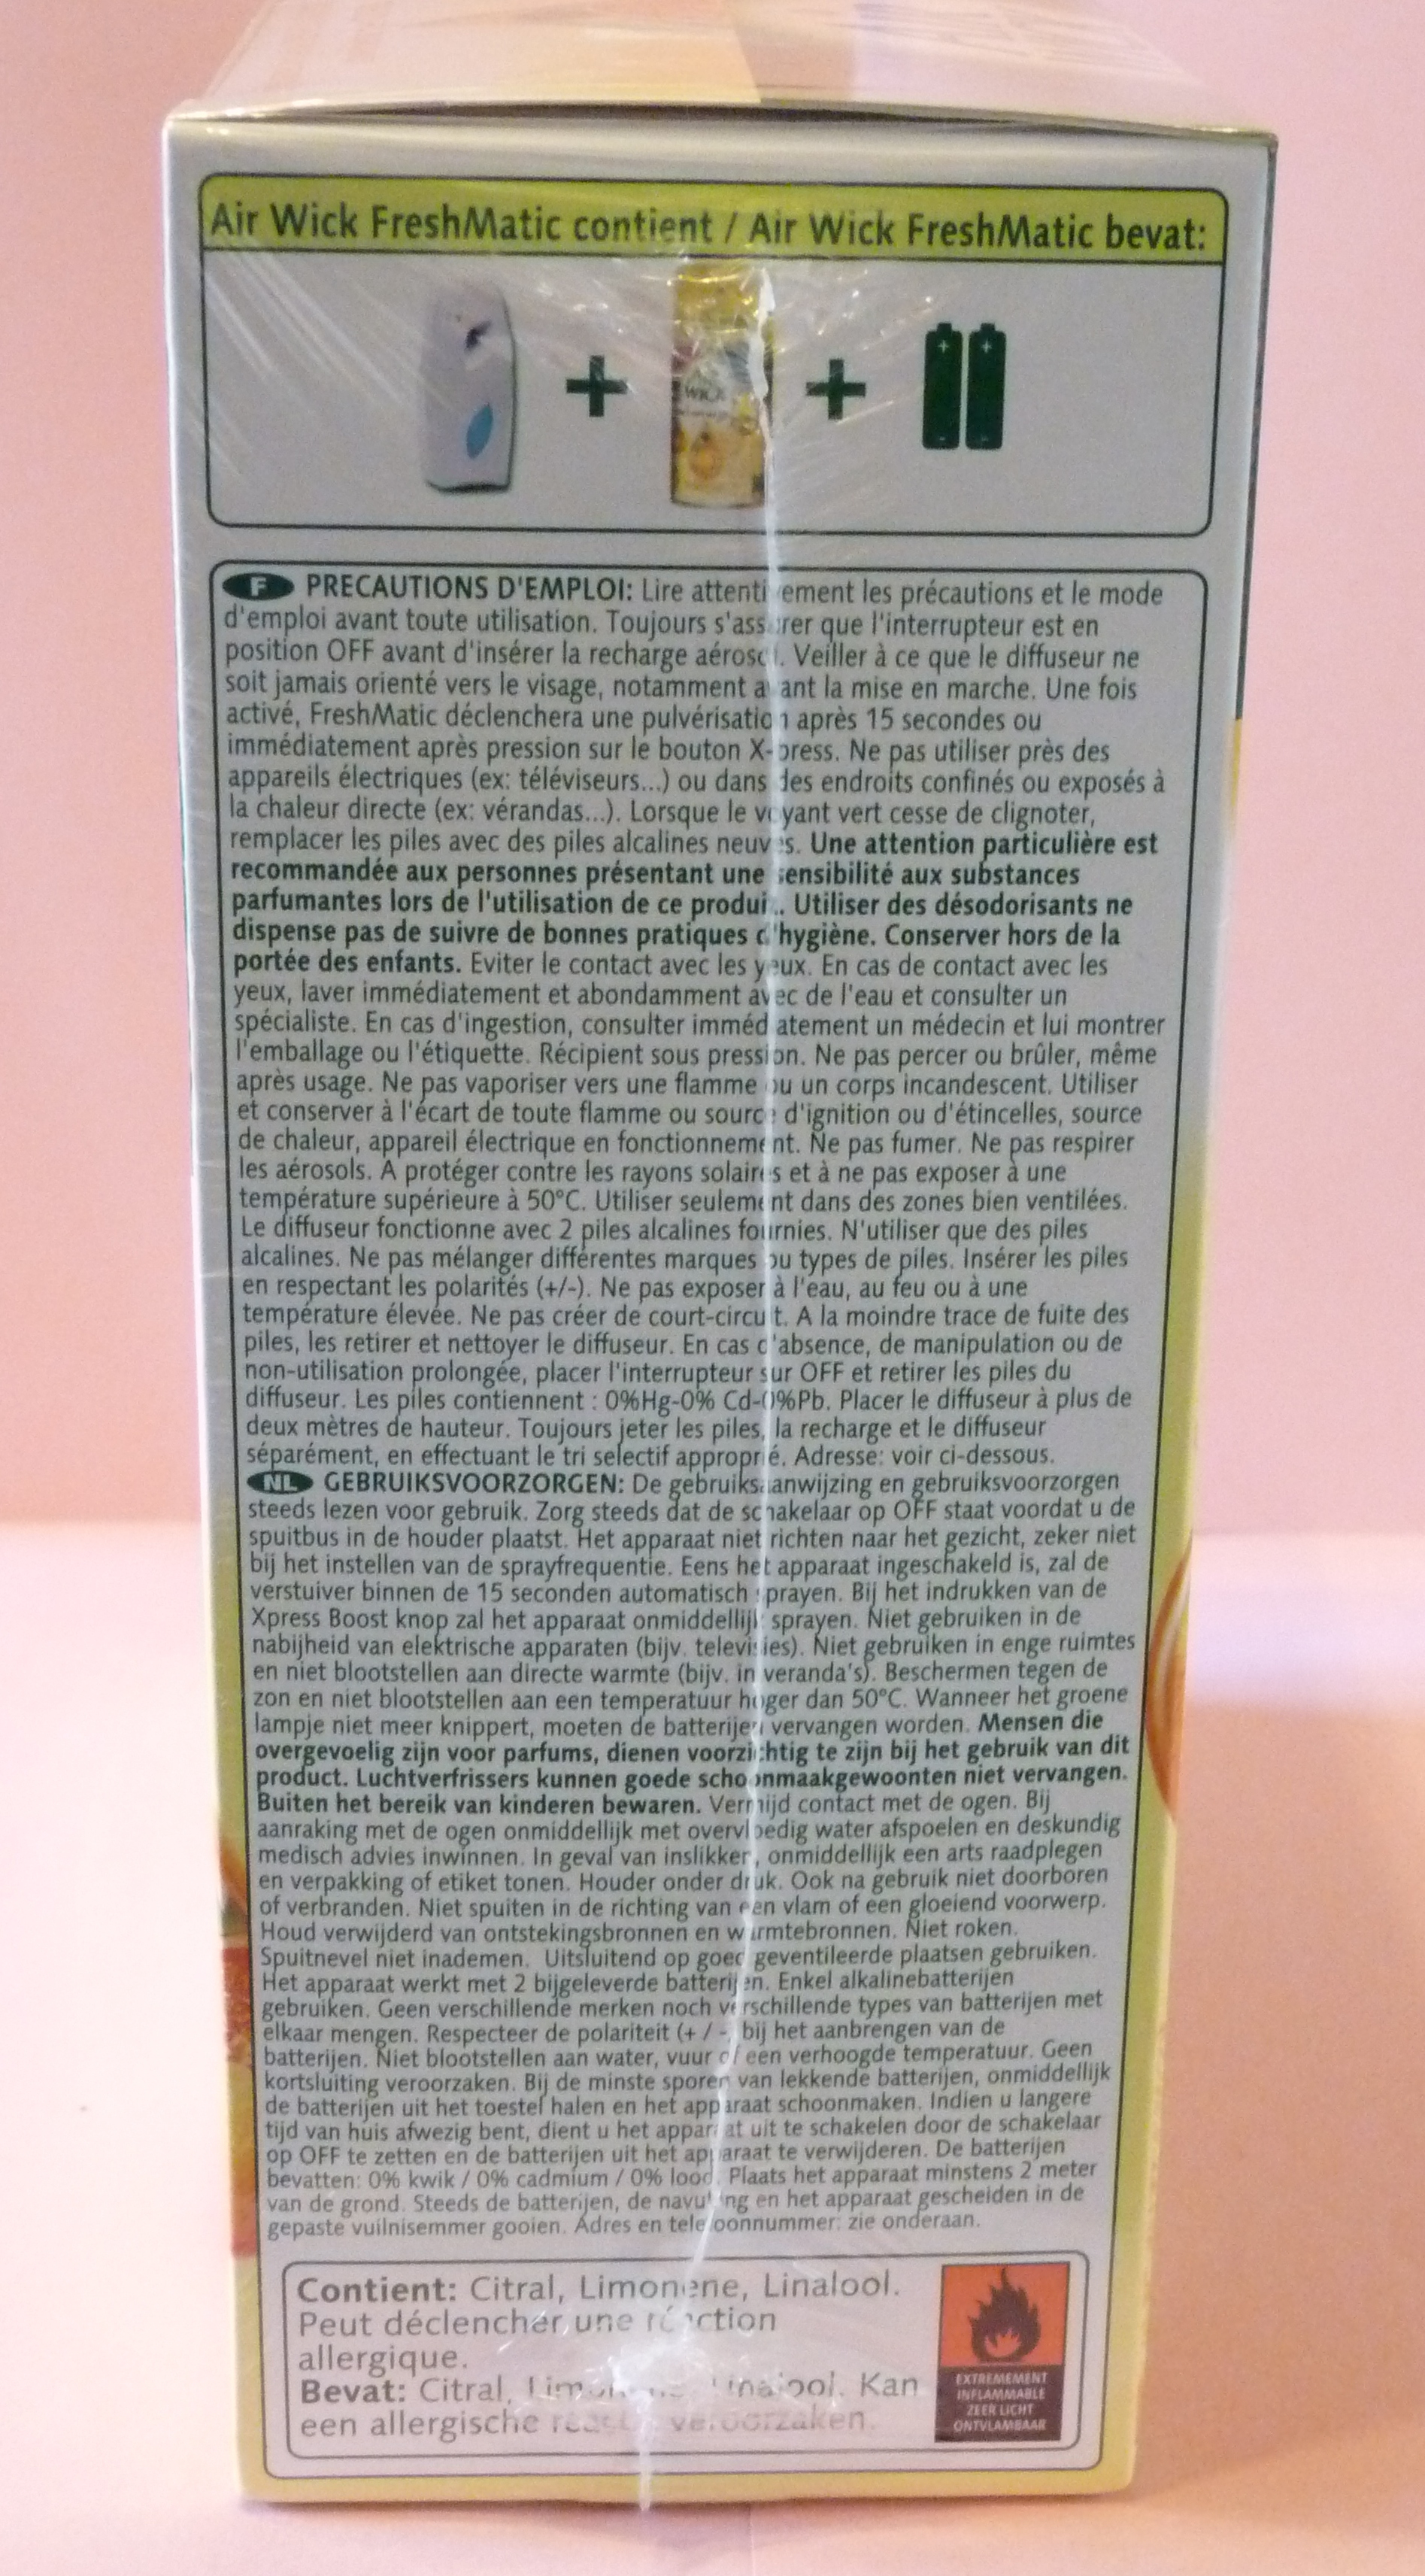 Air Wick FreshMatic contient / Air Wick FreshMatic bevat:
WICK
F PRECAUTIONS D'EMPLOI: Lire attentivement les précautions et le mode
d'emploi avant toute utilisation. Toujours s'assurer que l'interrupteur est en
position OFF avant d'insérer la recharge aérosol. Veiller à ce que le diffuseur ne
soit jamais orienté vers le visage, notamment avant la mise en marche. Une fois
activé, FreshMatic déclenchera une pulvérisation après 15 secondes ou
immédiatement après pression sur le bouton X-press. Ne pas utiliser près des
appareils électriques (ex: téléviseurs...) ou dans des endroits confinés ou exposés à
la chaleur directe (ex: vérandas...). Lorsque le voyant vert cesse de clignoter,
remplacer les piles avec des piles alcalines neuves. Une attention particulière est
recommandée aux personnes présentant une sensibilité aux substances
parfumantes lors de l'utilisation de ce produit. Utiliser des désodorisants ne
dispense pas de suivre de bonnes pratiques d'hygiène. Conserver hors de la
portée des enfants. Eviter le contact avec les yeux. En cas de contact avec les
yeux, laver immédiatement et abondamment avec de l'eau et consulter un
spécialiste. En cas d'ingestion, consulter immédiatement un médecin et lui montrer
l'emballage ou l'étiquette. Récipient sous pression. Ne pas percer ou brûler, même
après usage. Ne pas vaporiser vers une flamme ou un corps incandescent. Utiliser
et conserver à l'écart de toute flamme ou source d'ignition ou d'étincelles, source
de chaleur, appareil électrique en fonctionnement. Ne pas fumer. Ne pas respirer
les aérosols. A protéger contre les rayons solaires et à ne pas exposer à une
température supérieure à 50°C. Utiliser seulement dans des zones bien ventilées.
Le diffuseur fonctionne avec 2 piles alcalines fournies. N'utiliser que des piles
alcalines. Ne pas mélanger différentes marques ou types de piles. Insérer les piles
en respectant les polarités (+/-). Ne pas exposer à l'eau, au feu ou à une
température élevée. Ne pas créer de court-circuit. A la moindre trace de fuite des
piles, les retirer et nettoyer le diffuseur. En cas d'absence, de manipulation ou de
non-utilisation prolongée, placer l'interrupteur sur OFF et retirer les piles du
diffuseur. Les piles contiennent : 0%Hg-0% Cd-0%Pb. Placer le diffuseur à plus de
deux mètres de hauteur. Toujours jeter les piles, la recharge et le diffuseur
séparément, en effectuant le tri selectif approprié. Adresse: voir ci-dessous.
NL GEBRUIKSVOORZORGEN: De gebruiksaanwijzing en gebruiksvoorzorgen
steeds lezen voor gebruik. Zorg steeds dat de schakelaar op OFF staat voordat u de
spuitbus in de houder plaatst. Het apparaat niet richten naar het gezicht, zeker niet
bij het instellen van de sprayfrequentie. Eens het apparaat ingeschakeld is, zal de
verstuiver binnen de 15 seconden automatisch sprayen. Bij het indrukken van de
Xpress Boost knop zal het apparaat onmiddellijk sprayen. Niet gebruiken in de
nabijheid van elektrische apparaten (bijv. televisies). Niet gebruiken in enge ruimtes
en niet blootstellen aan directe warmte (bijv. in veranda's). Beschermen tegen de
zon en niet blootstellen aan een temperatuur hoger dan 50°C. Wanneer het groene
lampje niet meer knippert, moeten de batterijen vervangen worden. Mensen die
overgevoelig zijn voor parfums, dienen voorzichtig te zijn bij het gebruik van dit
product. Luchtverfrissers kunnen goede schoonmaakgewoonten niet vervangen.
Buiten het bereik van kinderen bewaren. Vermijd contact met de ogen. Bij
aanraking met de ogen onmiddellijk met overvloedig water afspoelen en deskundig
medisch advies inwinnen. In geval van inslikken, onmiddellijk een arts raadplegen
en verpakking of etiket tonen. Houder onder druk. Ook na gebruik niet doorboren
of verbranden. Niet spuiten in de richting van een vlam of een gloeiend voorwerp.
Houd verwijderd van ontstekingsbronnen en warmtebronnen. Niet roken.
Spuitnevel niet inademen. Uitsluitend op goed geventileerde plaatsen gebruiken.
Het apparaat werkt met 2 bijgeleverde batterijen. Enkel alkalinebatterijen
gebruiken. Geen verschillende merken noch verschillende types van batterijen met
elkaar mengen. Respecteer de polariteit (+ / -) bij het aanbrengen van de
batterijen. Niet blootstellen aan water, vuur of een verhoogde temperatuur. Geen
kortsluiting veroorzaken. Bij de minste sporen van lekkende batterijen, onmiddellijk
de batterijen uit het toestel halen en het apparaat schoonmaken. Indien u langere
tijd van huis afwezig bent, dient u het apparaat uit te schakelen door de schakelaar
op OFF te zetten en de batterijen uit het apparaat te verwijderen. De batterijen
bevatten: 0% kwik / 0% cadmium / 0% lood. Plaats het apparaat minstens 2 meter
van de grond. Steeds de batterijen, de navulling en het apparaat gescheiden in de
gepaste vuilnisemmer gooien. Adres en telefoonnummer: zie onderaan.
Contient: Citral, Limonene, Linalool.
Peut déclencher une réaction
allergique.
Bevat: Citral, Limonene, Linalool. Kan
een allergische reactie veroorzaken.
EXTREMEMENT
INFLAMMABLE
ZEER LICHT
ONTVLAMBAAR